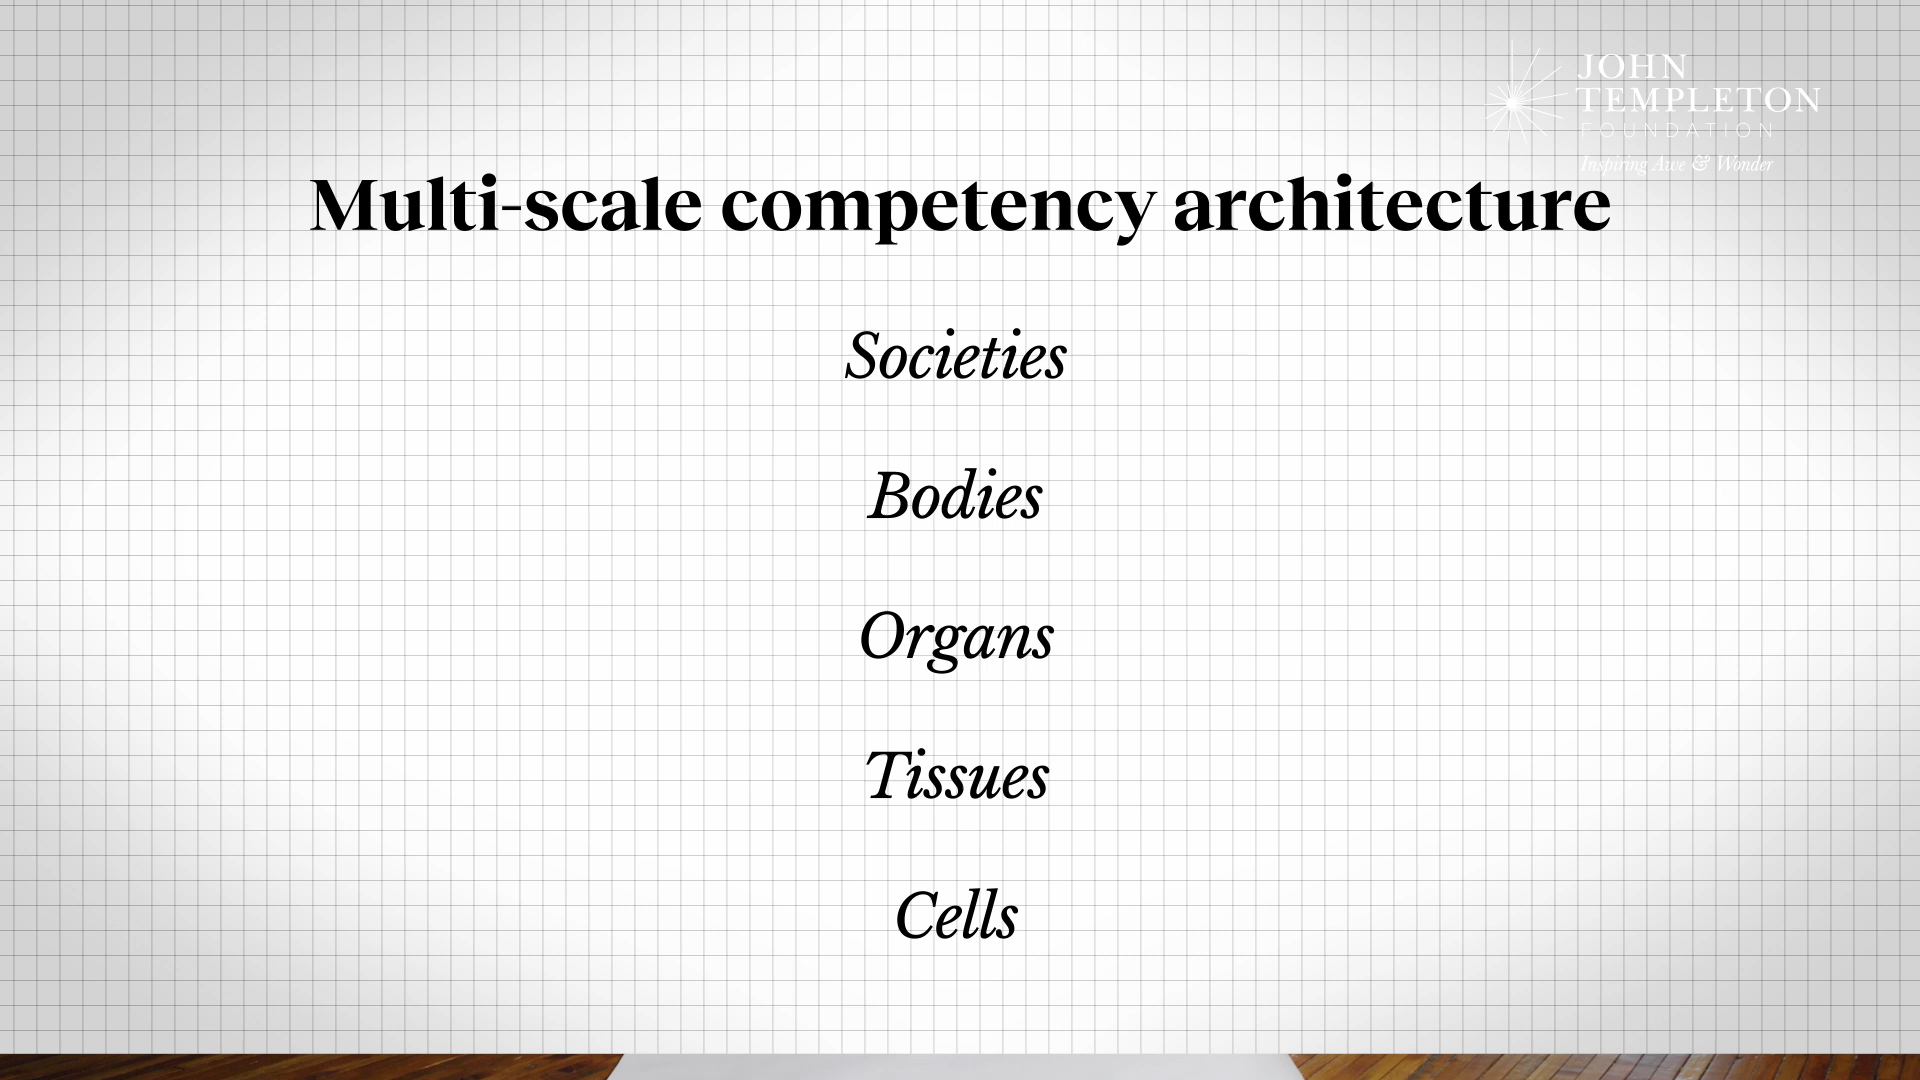 JOHN
TEMPLETON
FOUNDATION
Inspiring Awe & Wonder
Multi-scale competency architecture
Societies
Bodies
Organs
Tissues
Cells